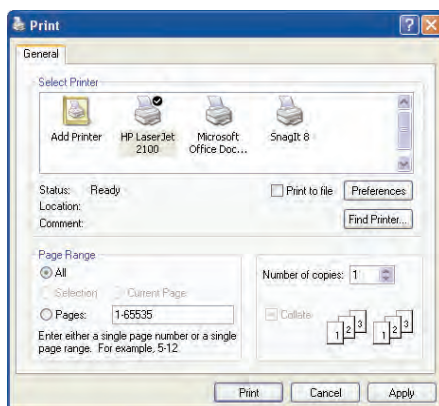 Print
General
Select Printer
Add Printer
HP LaserJet
2100
Microsoft
Office Doc...
SnagIt 8
Status: Ready
Location:
Comment:
Print to file
Preferences
Find Printer...
Page Range
All
Selection Current Page
Pages: 1-65535
Enter either a single page number or a single
page range. For example, 5-12
Number of copies: 1
Collate
1 2 3 1 2 3
Print Cancel Apply